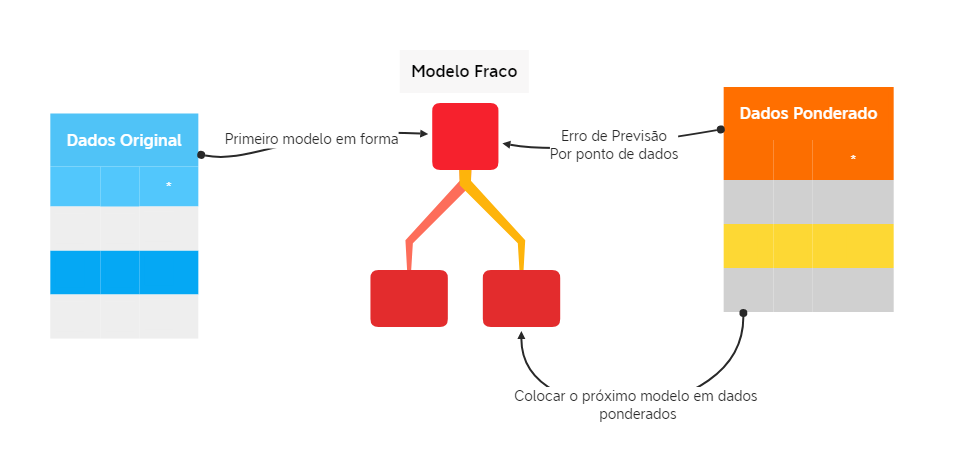 Modelo Fraco
Dados Original
*
Primeiro modelo em forma
Erro de Previsão
Por ponto de dados
Dados Ponderado
*
Colocar o próximo modelo em dados
ponderados